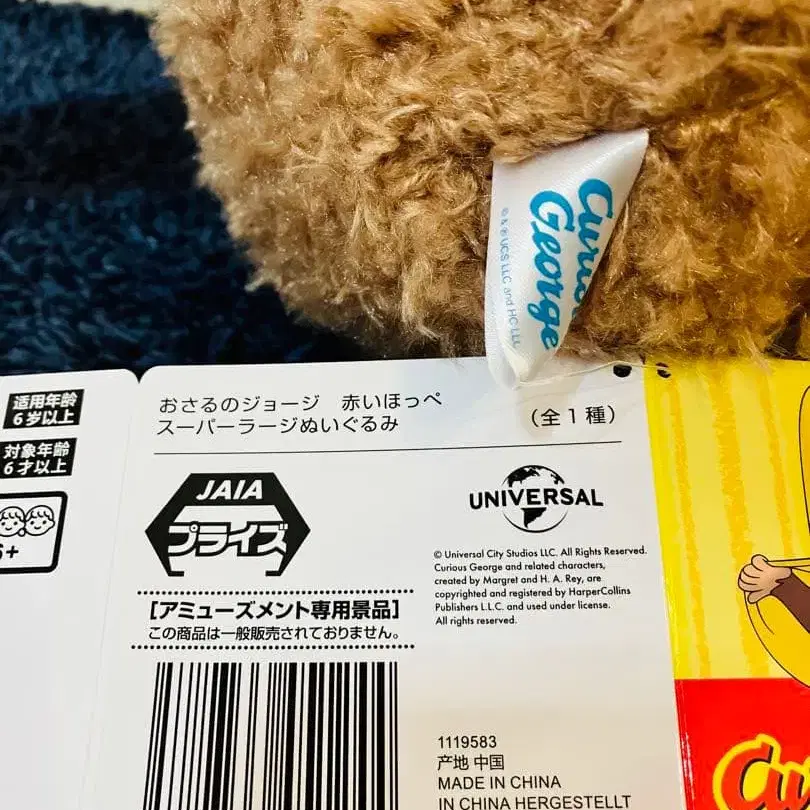 Curious
George
© & ® UCS LLC and HC LLC
适用年龄
6岁以上
対象年齢
6才以上
6+
おさるのジョージ 赤いほっぺ
スーパーラージぬいぐるみ
(全1種)
JAIA
プライズ
UNIVERSAL
[アミューズメント専用景品]
この商品は一般販売されておりません。
© Universal City Studios LLC. All Rights Reserved.
Curious George and related characters,
created by Margret and H. A. Rey, are
copyrighted and registered by HarperCollins
Publishers L.L.C. and used under license.
All rights reserved.
1119583
产地 中国
MADE IN CHINA
IN CHINA HERGESTELLT
Cu